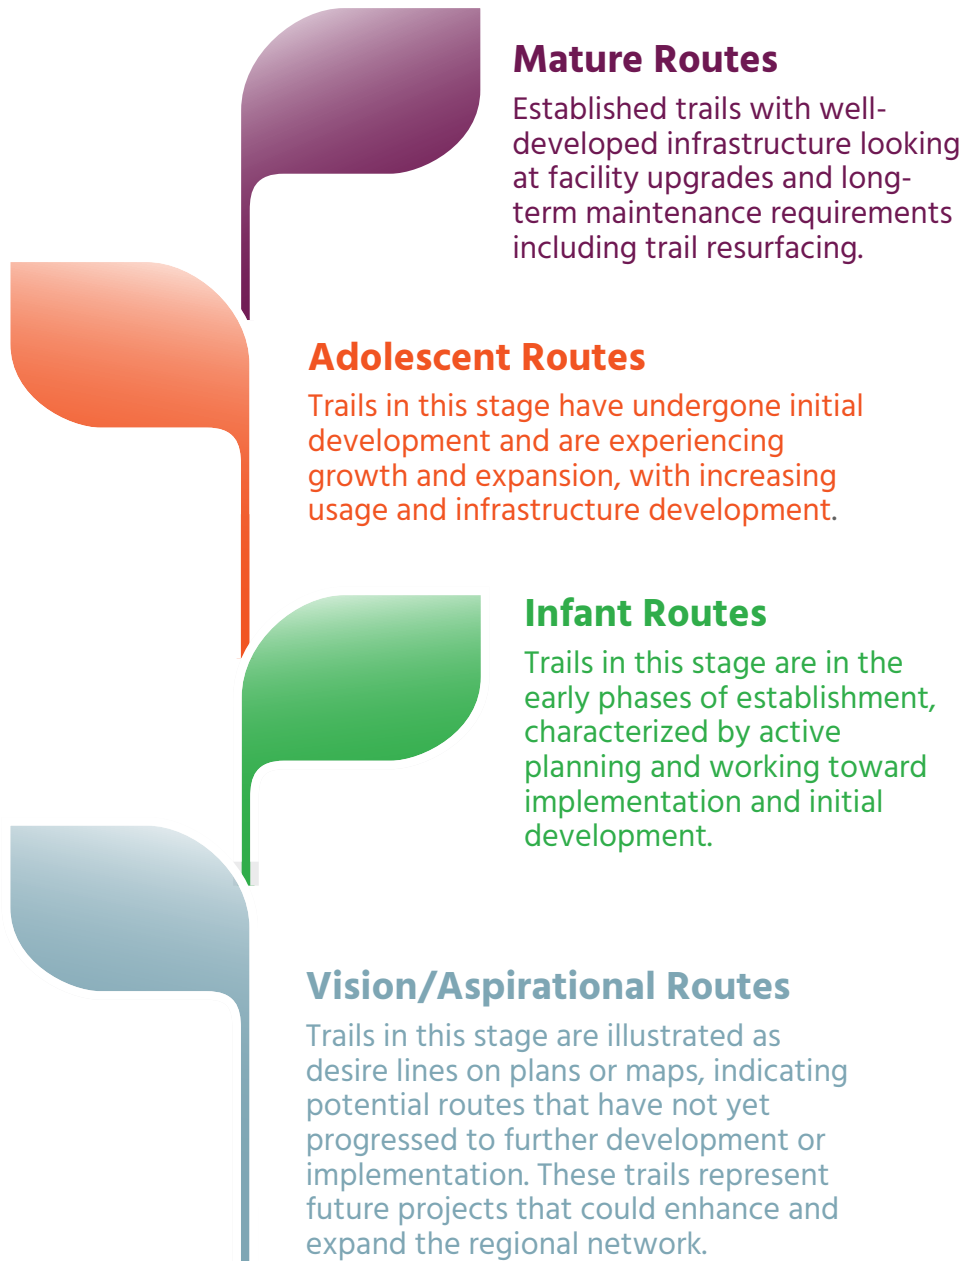 Mature Routes
Established trails with well-
developed infrastructure looking
at facility upgrades and long-
term maintenance requirements
including trail resurfacing.
Adolescent Routes
Trails in this stage have undergone initial
development and are experiencing
growth and expansion, with increasing
usage and infrastructure development.
Infant Routes
Trails in this stage are in the
early phases of establishment,
characterized by active
planning and working toward
implementation and initial
development.
Vision/Aspirational Routes
Trails in this stage are illustrated as
desire lines on plans or maps, indicating
potential routes that have not yet
progressed to further development or
implementation. These trails represent
future projects that could enhance and
expand the regional network.